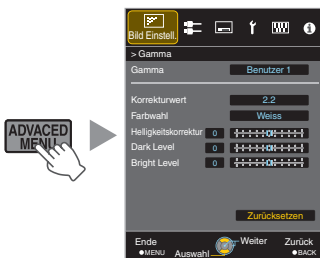 Bild Einstell.
> Gamma
Gamma Benutzer 1
Korrekturwert 2.2
Farbwahl Weiss
Helligkeitskorrektur 0
Dark Level 0
Bright Level 0
Zurücksetzen
ADVACED MENU
Ende Weiter Zurück
MENU Auswahl BACK